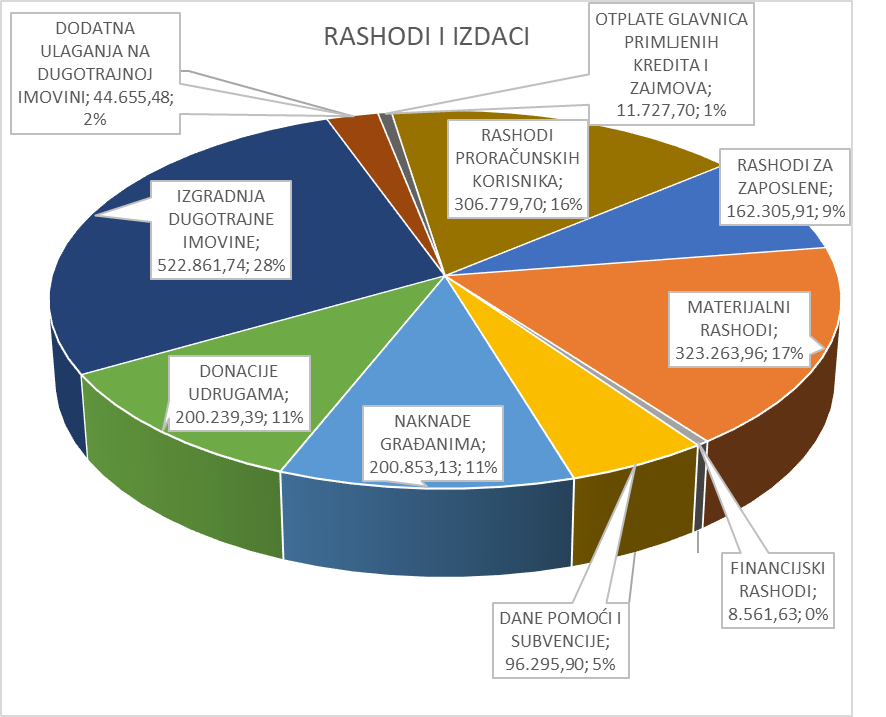 RASHODI I IZDACI
DODATNA
ULAGANJA NA
DUGOTRAJNOJ
IMOVINI; 44.655,48;
2%
OTPLATE GLAVNICA
PRIMLJENIH
KREDITA I
ZAJMOVA;
11.727,70; 1%
RASHODI
PRORAČUNSKIH
KORISNIKA;
306.779,70; 16%
RASHODI ZA
ZAPOSLENE;
162.305,91; 9%
IZGRADNJA
DUGOTRAJNE
IMOVINE;
522.861,74; 28%
MATERIJALNI
RASHODI;
323.263,96; 17%
DONACIJE
UDRUGAMA;
200.239,39; 11%
NAKNADE
GRAĐANIMA;
200.853,13; 11%
FINANCIJSKI
RASHODI;
8.561,63; 0%
DANE POMOĆI I
SUBVENCIJE;
96.295,90; 5%